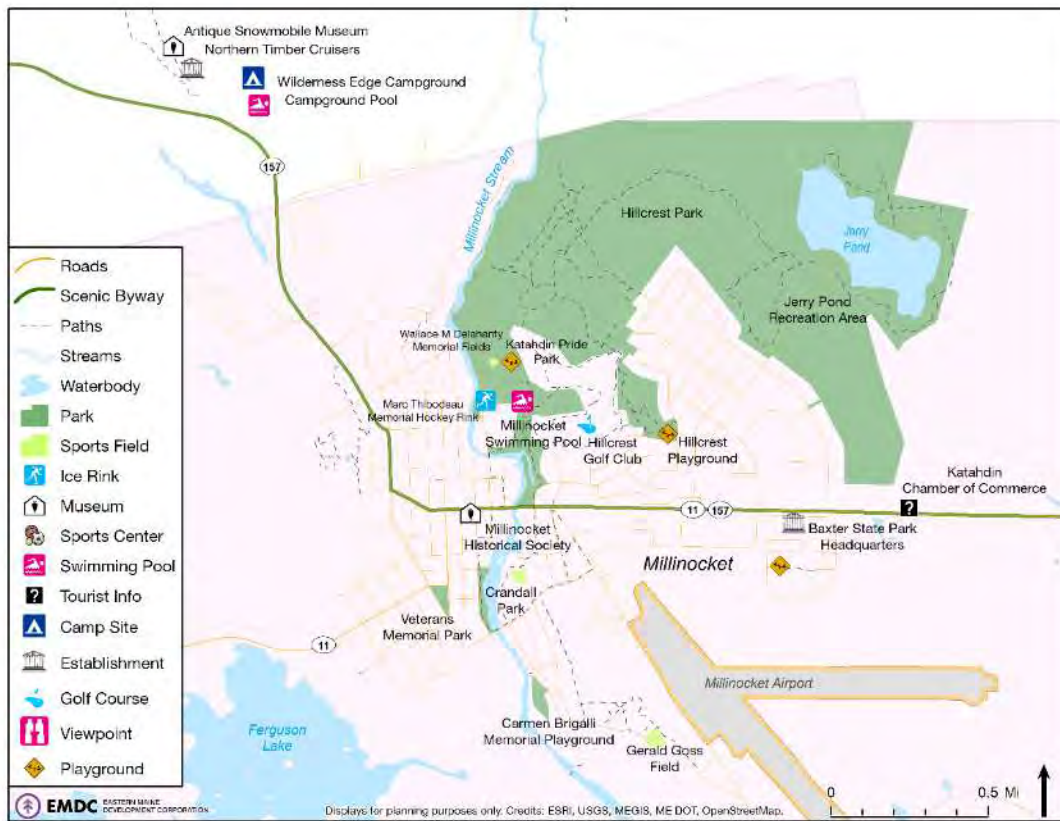 Antique Snowmobile Museum
Northern Timber Cruisers
Wilderness Edge Campground
Campground Pool
157
Millinocket Stream
Hillcrest Park
Jerry
Pond
Jerry Pond
Recreation Area
Wallace M Delahanty
Memorial Fields
Katahdin Pride
Park
Marc Thibodeau
Memorial Hockey Rink
Millinocket
Swimming Pool
Hillcrest
Golf Club
Hillcrest
Playground
Katahdin
Chamber of Commerce
11
157
Millinocket
Historical Society
Baxter State Park
Headquarters
Millinocket
Crandall
Park
Veterans
Memorial Park
11
Millinocket Airport
Ferguson
Lake
Carmen Brigalli
Memorial Playground
Gerald Goss
Field
Roads
Scenic Byway
Paths
Streams
Waterbody
Park
Sports Field
Ice Rink
Museum
Sports Center
Swimming Pool
Tourist Info
Camp Site
Establishment
Golf Course
Viewpoint
Playground
EMDC EASTERN MAINE
DEVELOPMENT CORPORATION
Displays for planning purposes only. Credits: ESRI, USGS, MEGIS, ME DOT, OpenStreetMap.
0 0.5 Mi